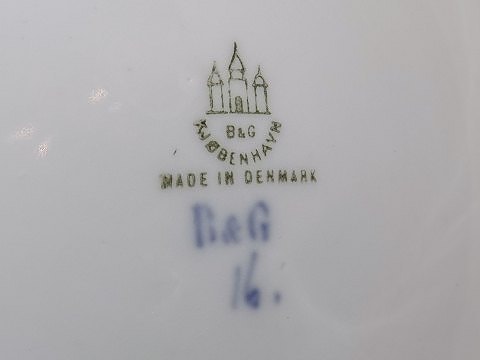 B&G
KJØBENHAVN
MADE IN DENMARK
B&G
16.